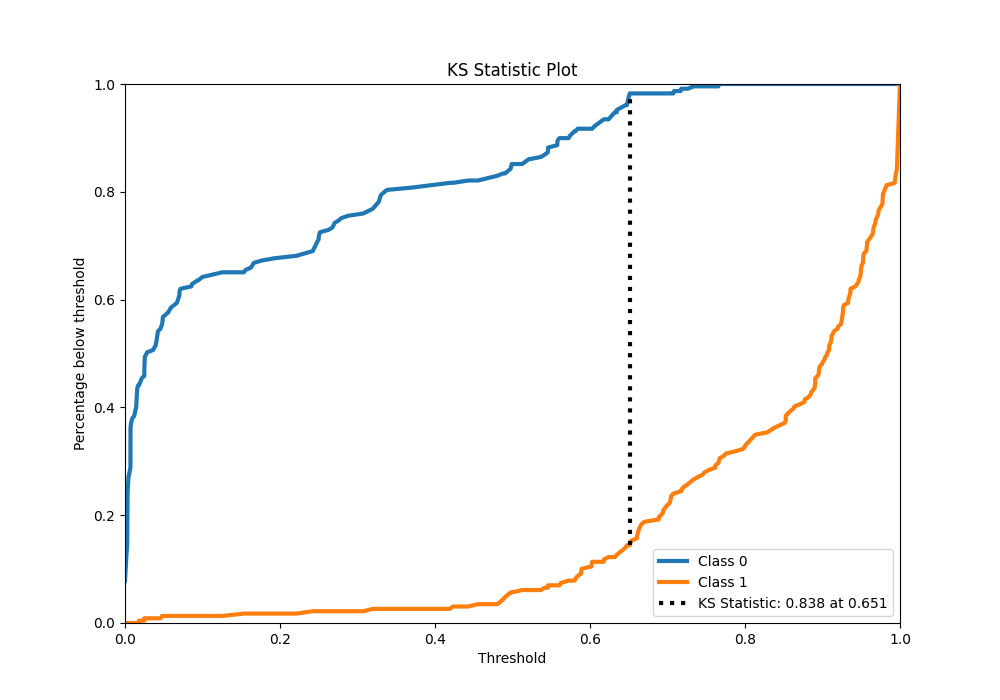 KS Statistic Plot
Percentage below threshold
1.0
0.8
0.6
0.4
0.2
0.0
0.0 0.2 0.4 0.6 0.8 1.0
Threshold
Class 0
Class 1
KS Statistic: 0.838 at 0.651